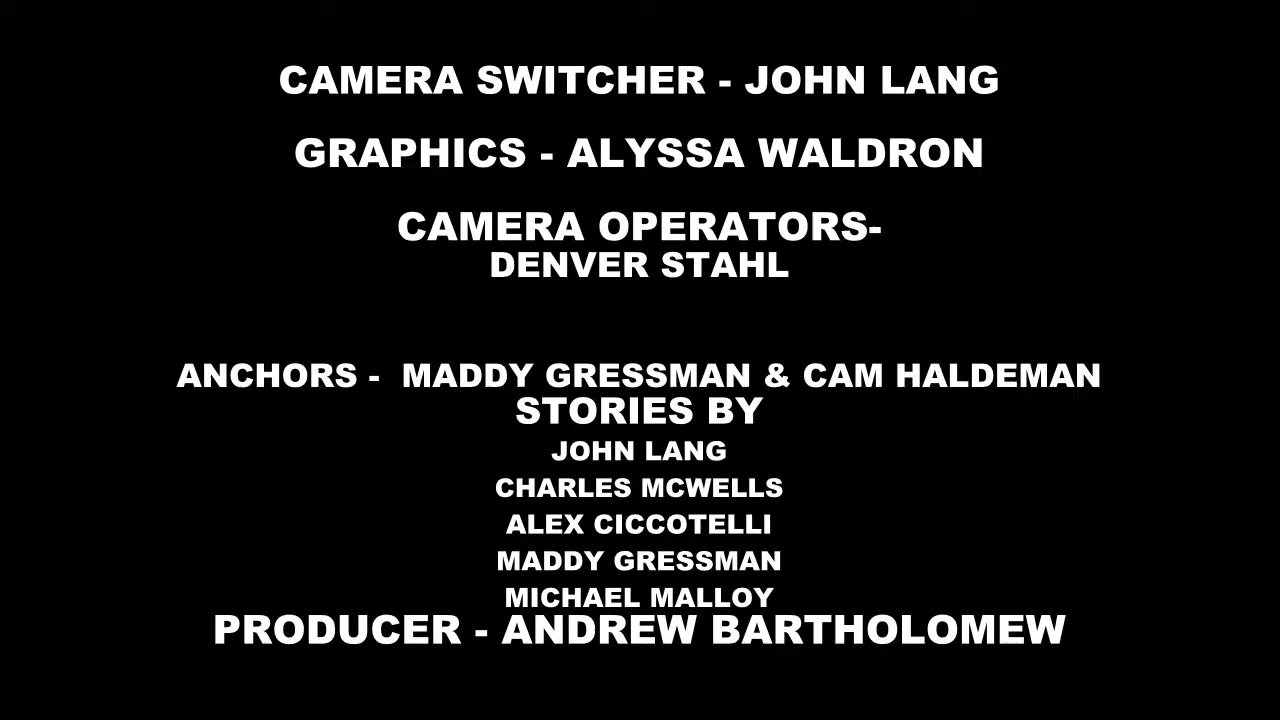 CAMERA SWITCHER - JOHN LANG
GRAPHICS - ALYSSA WALDRON
CAMERA OPERATORS-
DENVER STAHL
ANCHORS -  MADDY GRESSMAN & CAM HALDEMAN
STORIES BY
JOHN LANG
CHARLES MCWELLS
ALEX CICCOTELLI
MADDY GRESSMAN
MICHAEL MALLOY
PRODUCER - ANDREW BARTHOLOMEW